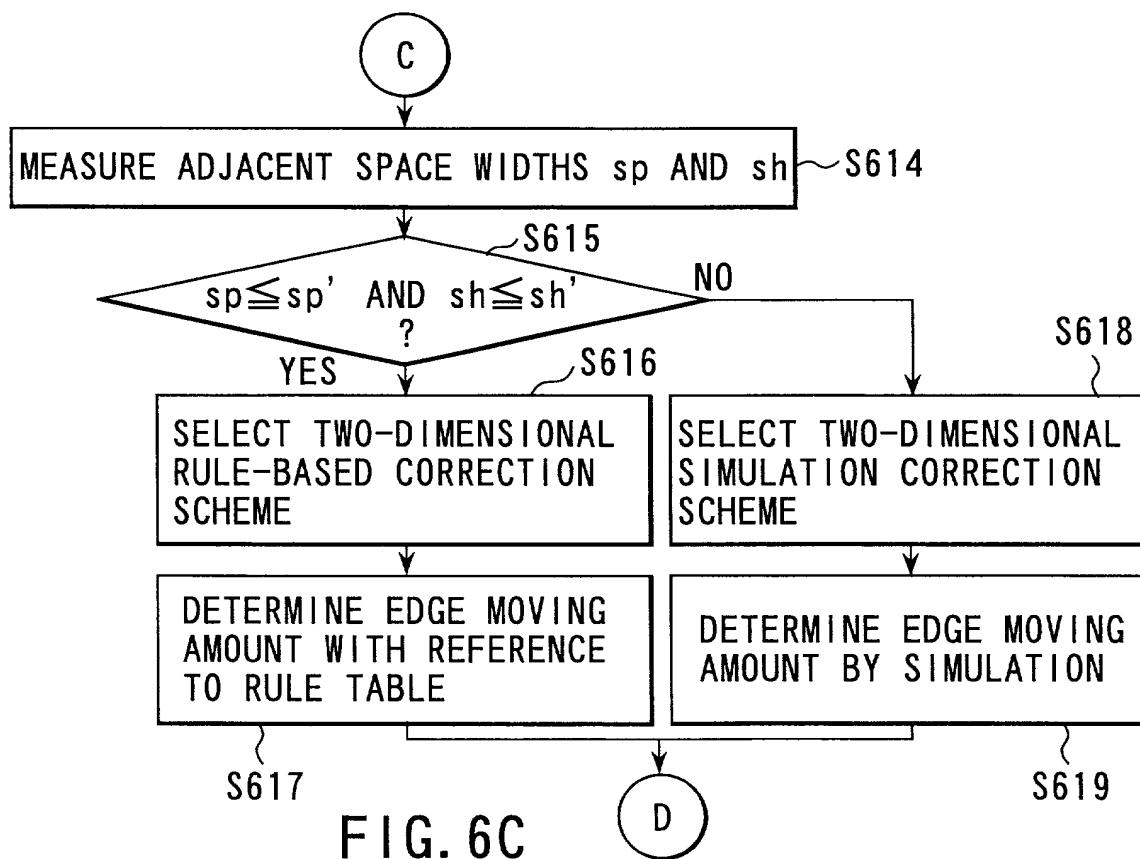 C
MEASURE ADJACENT SPACE WIDTHS sp AND sh
S614
S615
sp≦sp' AND sh≦sh'
?
NO
YES
S616
S618
SELECT TWO-DIMENSIONAL
RULE-BASED CORRECTION
SCHEME
SELECT TWO-DIMENSIONAL
SIMULATION CORRECTION
SCHEME
DETERMINE EDGE MOVING
AMOUNT WITH REFERENCE
TO RULE TABLE
DETERMINE EDGE MOVING
AMOUNT BY SIMULATION
S617
S619
D
FIG. 6C